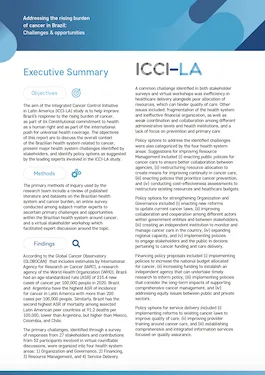 Addressing the rising burden
of cancer in Brazil:
Challenges & opportunities
Executive Summary
ICCI-LA
Objectives
The aim of the Integrated Cancer Control Initiative
in Latin America (ICCI-LA) study is to help improve
Brazil's response to the rising burden of cancer,
as part of its Constitutional commitment to health
as a human right and as part of the international
push for universal health coverage. The objectives
of this report are to discuss the overall context
of the Brazilian health system related to cancer,
present major health system challenges identified by
stakeholders, and identify policy options as suggested
by the leading experts involved in the ICCI-LA study.
Methods
The primary methods of inquiry used by the
research team include a review of published
literature and datasets on the Brazilian health
system and cancer burden, an online survey
conducted among subject-matter experts to
ascertain primary challenges and opportunities
within the Brazilian health system around cancer,
and a virtual stakeholder workshop which
facilitated expert discussion around the topic.
Findings
According to the Global Cancer Observatory
(GLOBOCAN) that includes estimates by International
Agency for Research on Cancer (IARC), a research
agency of the World Health Organization (WHO), Brazil
had an age-standardized rate (ASR) of 215.4 new
cases of cancer per 100,000 people in 2020. Brazil
and Argentina have the highest ASR of incidence
for cancer in Latin America with more than 200
cases per 100,000 people. Similarly, Brazil has the
second highest ASR of mortality among selected
Latin American peer countries at 91.2 deaths per
100,000, lower than Argentina, but higher than Mexico,
Colombia, and Chile.
The primary challenges, identified through a survey
of responses from 27 stakeholders and contributions
from 52 participants involved in virtual roundtable
discussions, were organized into four health system
areas: 1) Organization and Governance, 2) Financing,
3) Resource Management, and 4) Service Delivery.
A common challenge identified in both stakeholder
surveys and virtual workshops was inefficiency in
healthcare delivery alongside poor allocation of
resources, which can hinder quality of care. Other
issues included: fragmentation of the health system
and ineffective financial organization, as well as
weak coordination and collaboration among different
administrative levels and health institutions, and a
lack of focus on prevention and primary care.
Policy options to address the identified challenges
were also categorized by the four health system
areas. Suggestions for improving Resource
Management included (i) enacting public policies for
cancer care to ensure better collaboration between
agencies, (ii) restructuring resource allocation to
create means for improving continuity in cancer care,
(iii) enacting policies that prioritize cancer prevention,
and (iv) conducting cost-effectiveness assessments to
restructure existing resources and healthcare budgets.
Policy options for strengthening Organization and
Governance included (i) enacting new reforms
to update current cancer laws, (ii) improving
collaboration and cooperation among different actors
within government entities and between stakeholders,
(iii) creating an independent institution to monitor and
manage cancer care in the country, (iv) expanding
regional capacity, and (v) implementing policies
to engage stakeholders and the public in decisions
pertaining to cancer funding and care delivery.
Financing policy proposals included (i) implementing
policies to increase the national budget allocated
for cancer, (ii) increasing funding to establish an
independent agency that can undertake timely
research to inform policy, (iii) implementing policies
that consider the long-term impacts of supporting
comprehensive cancer management, and (iv)
addressing equity issues between public and private
sectors.
Policy options for service delivery included (i)
implementing reforms to existing cancer laws to
improve quality of care, (ii) improving provider
training around cancer care, and (iii) establishing
comprehensive and integrated information services
focused on quality assurance.